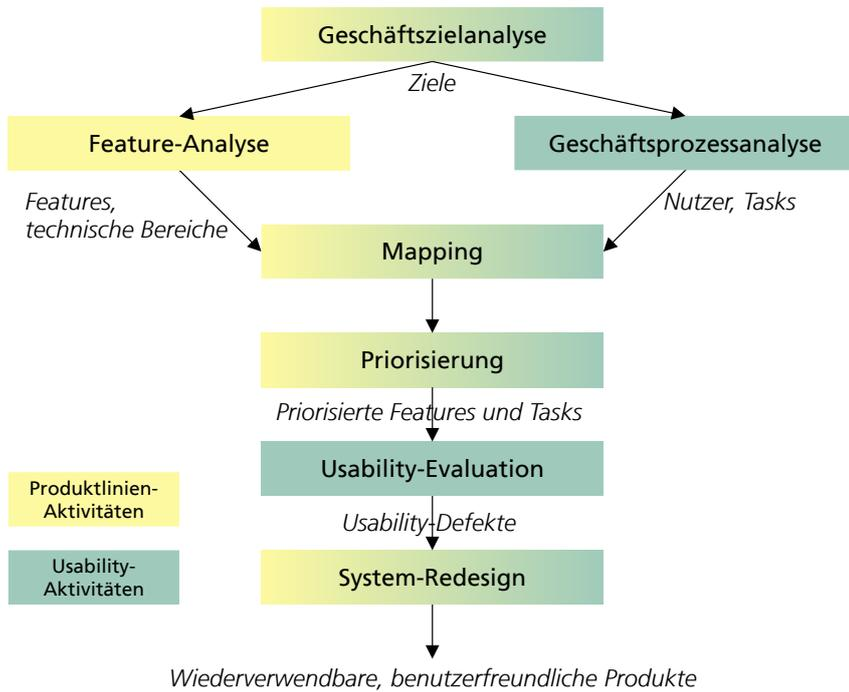 Geschäftszielanalyse
Ziele
Feature-Analyse
Geschäftsprozessanalyse
Features,
technische Bereiche
Nutzer, Tasks
Mapping
Priorisierung
Priorisierte Features und Tasks
Usability-Evaluation
Produktlinien-
Aktivitäten
Usability-Defekte
Usability-
Aktivitäten
System-Redesign
Wiederverwendbare, benutzerfreundliche Produkte